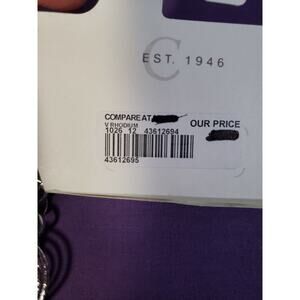 C
EST. 1946
COMPARE AT
V RHODIUM
1026 12 43612694
OUR PRICE
43612695